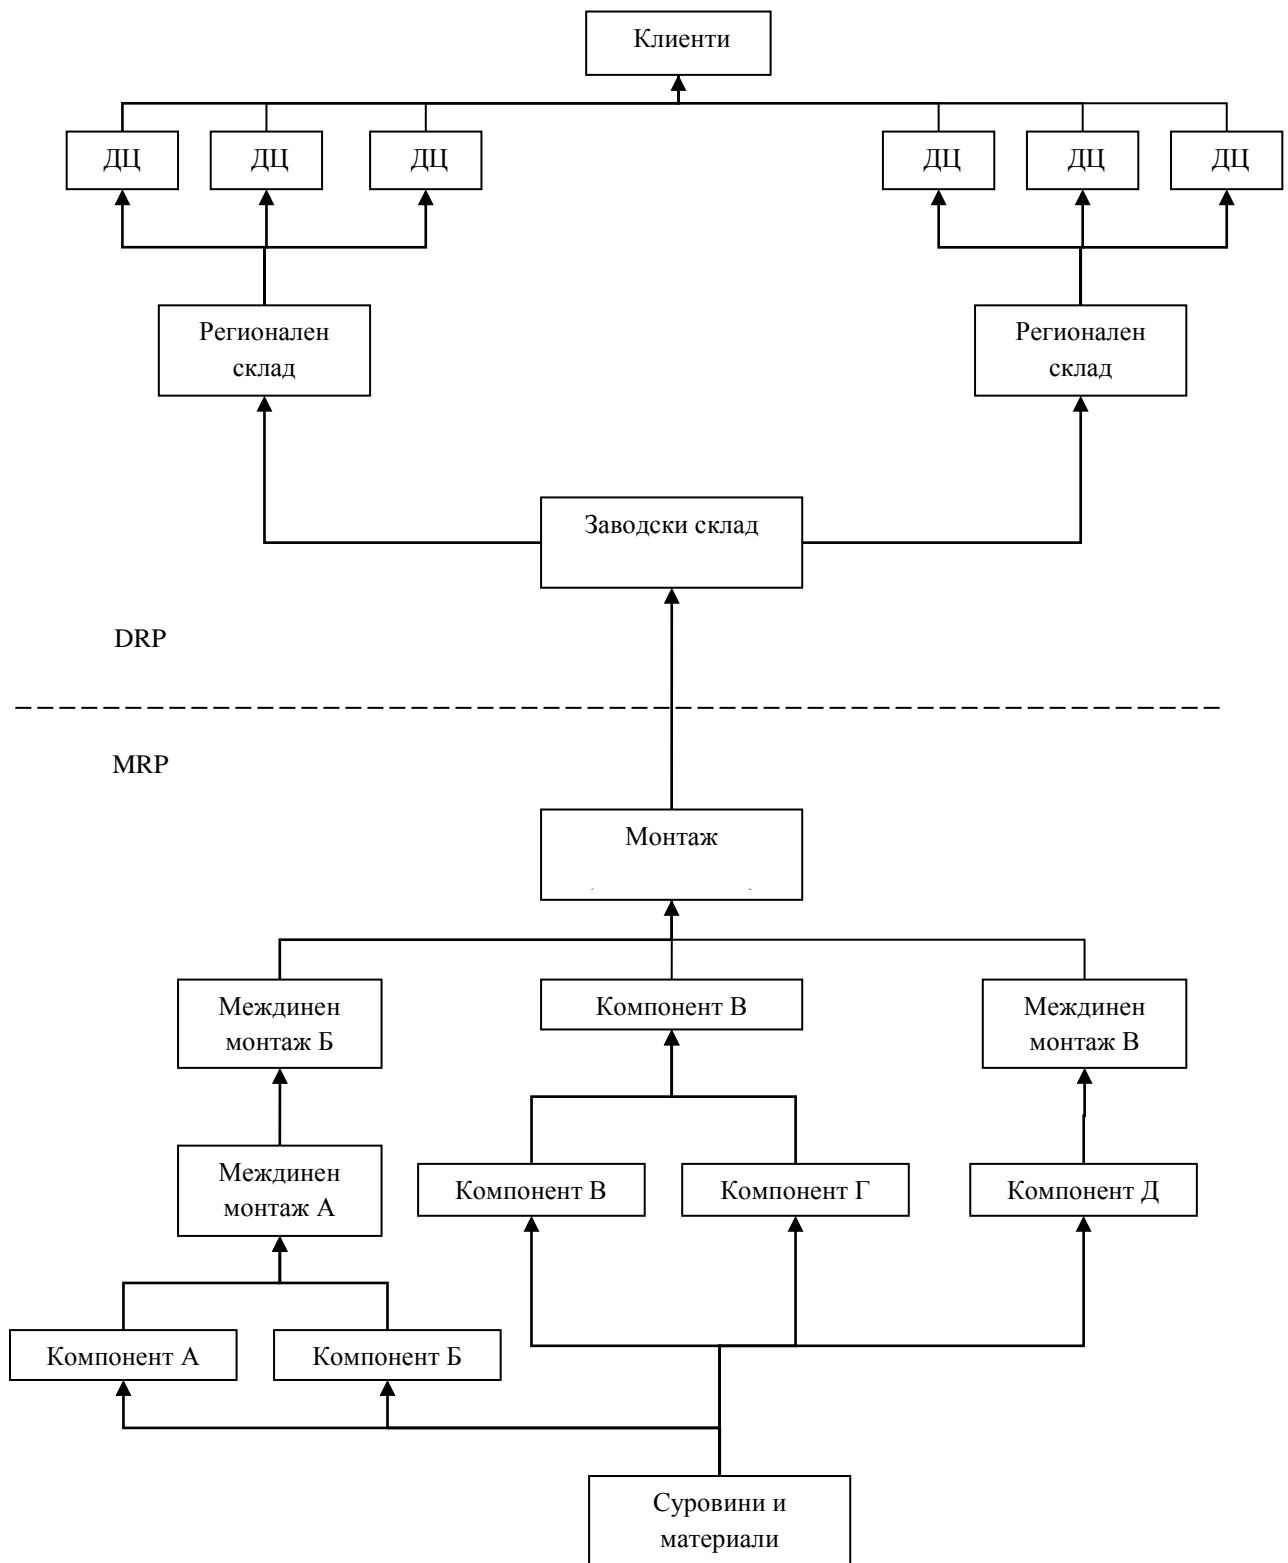 Клиенти
ДЦ
ДЦ
ДЦ
ДЦ
ДЦ
ДЦ
Регионален
склад
Регионален
склад
Заводски склад
DRP
MRP
Монтаж
Междинен
монтаж Б
Компонент В
Междинен
монтаж В
Междинен
монтаж А
Компонент В
Компонент Г
Компонент Д
Компонент А
Компонент Б
Суровини и
материали